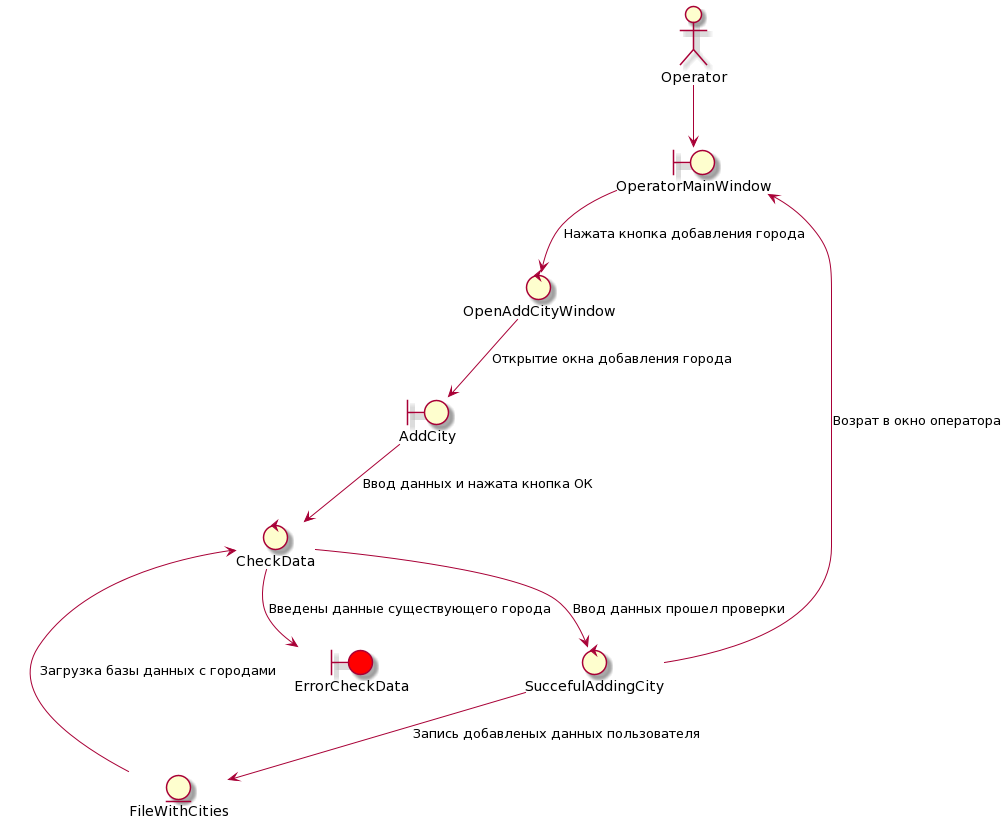 Operator
OperatorMainWindow
Нажата кнопка добавления города
OpenAddCityWindow
Открытие окна добавления города
Возрат в окно оператора
AddCity
Ввод данных и нажата кнопка ОК
CheckData
Введены данные существующего города
Ввод данных прошел проверки
Загрузка базы данных с городами
ErrorCheckData
SuccefulAddingCity
Запись добавленых данных пользователя
FileWithCities